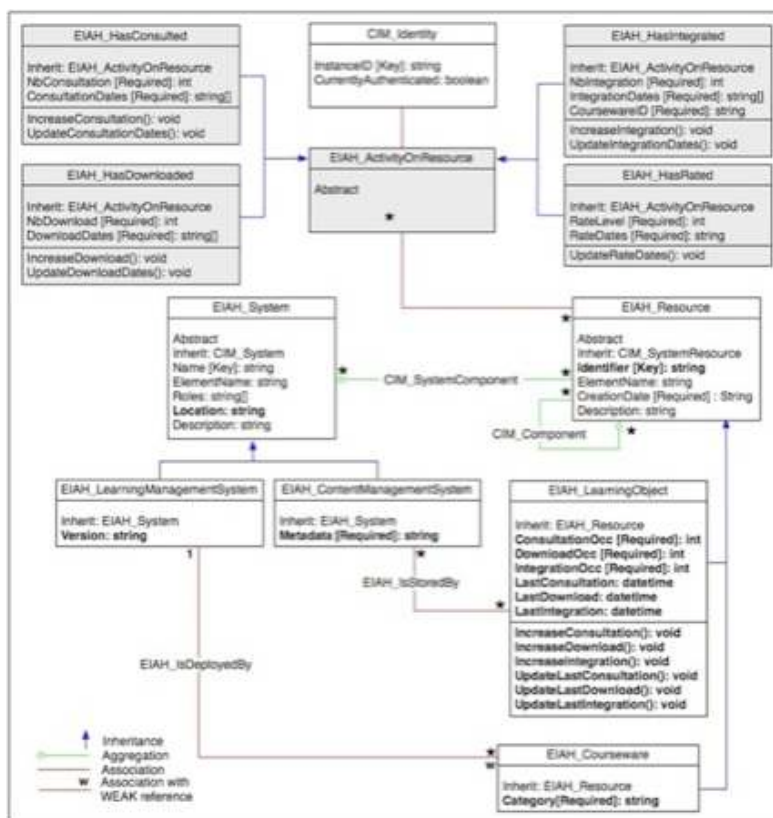 EIAH_HasConsulted
Inherit: EIAH_ActivityOnResource
NbConsultation [Required]: int
ConsultationDates [Required]: string[]
IncreaseConsultation(): void
UpdateConsultationDates(): void
CIM_Identity
InstanceID [Key]: string
CurrentlyAuthenticated: boolean
EIAH_HasIntegrated
Inherit: EIAH_ActivityOnResource
NbIntegration [Required]: int
IntegrationDates [Required]: string[]
CoursewareID [Required]: string
IncreaseIntegration(): void
UpdateIntegrationDates(): void
EIAH_HasDownloaded
Inherit: EIAH_ActivityOnResource
NbDownload [Required]: int
DownloadDates [Required]: string[]
IncreaseDownload(): void
UpdateDownloadDates(): void
EIAH_ActivityOnResource
Abstract
*
EIAH_HasRated
Inherit: EIAH_ActivityOnResource
RateLevel [Required]: int
RateDates [Required]: string
UpdateRateDates(): void
EIAH_System
Abstract
Inherit: CIM_System
Name [Key]: string
ElementName: string
Roles: string[]
Location: string
Description: string
*
CIM_SystemComponent
*
*
EIAH_Resource
Abstract
Inherit: CIM_SystemResource
Identifier [Key]: string
ElementName: string
CreationDate [Required] : String
Description: string
*
CIM_Component
*
EIAH_LearningManagementSystem
Inherit: EIAH_System
Version: string
1
EIAH_ContentManagementSystem
Inherit: EIAH_System
Metadata [Required]: string
*
EIAH_IsStoredBy
*
EIAH_LearningObject
Inherit: EIAH_Resource
ConsultationOcc [Required]: int
DownloadOcc [Required]: int
IntegrationOcc [Required]: int
LastConsultation: datetime
LastDownload: datetime
LastIntegration: datetime
IncreaseConsultation(): void
IncreaseDownload(): void
IncreaseIntegration(): void
UpdateLastConsultation(): void
UpdateLastDownload(): void
UpdateLastIntegration(): void
EIAH_IsDeployedBy
*
w
EIAH_Courseware
Inherit: EIAH_Resource
Category[Required]: string
Inheritance
Aggregation
Association
w Association with
WEAK reference